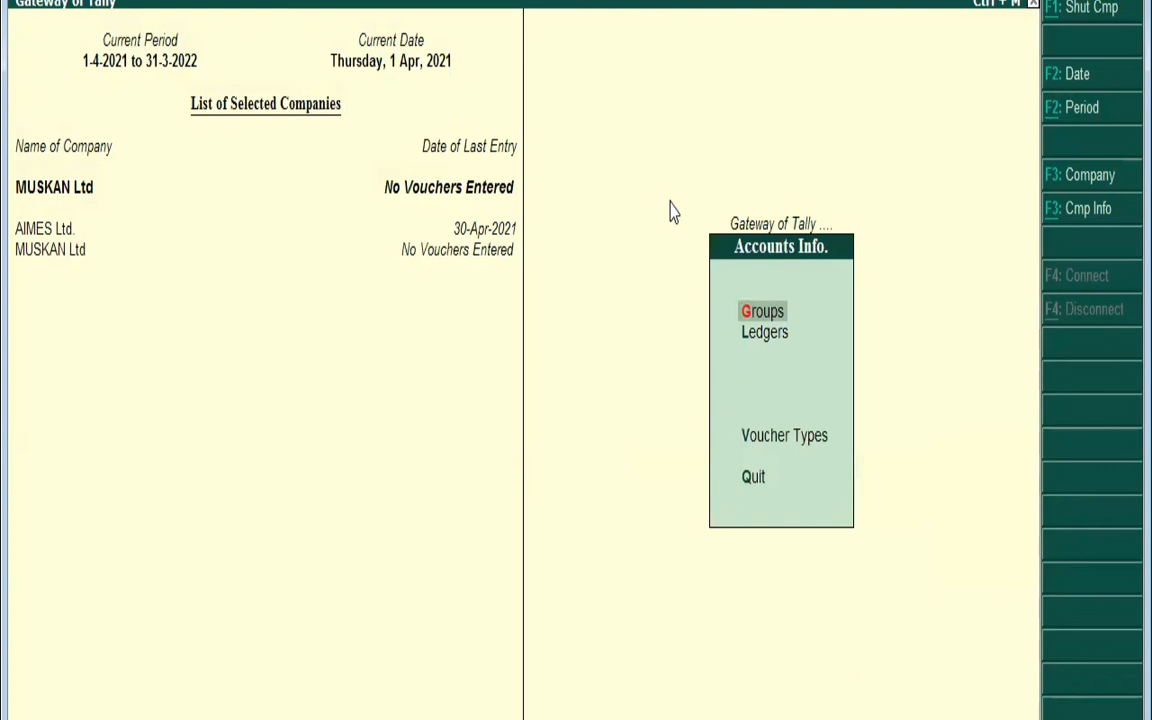 Gateway of Tally
Ctrl + M
Current Period
Current Date
1-4-2021 to 31-3-2022
Thursday, 1 Apr, 2021
List of Selected Companies
Name of Company
Date of Last Entry
MUSKAN Ltd
No Vouchers Entered
AIMES Ltd.
30-Apr-2021
MUSKAN Ltd
No Vouchers Entered
Gateway of Tally ....
Accounts Info.
Groups
Ledgers
Voucher Types
Quit
F1: Shut Cmp
F2: Date
F2: Period
F3: Company
F3: Cmp Info
F4: Connect
F4: Disconnect